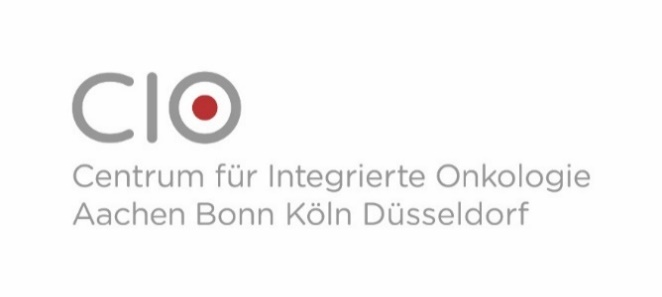 CIO
Centrum für Integrierte Onkologie
Aachen Bonn Köln Düsseldorf